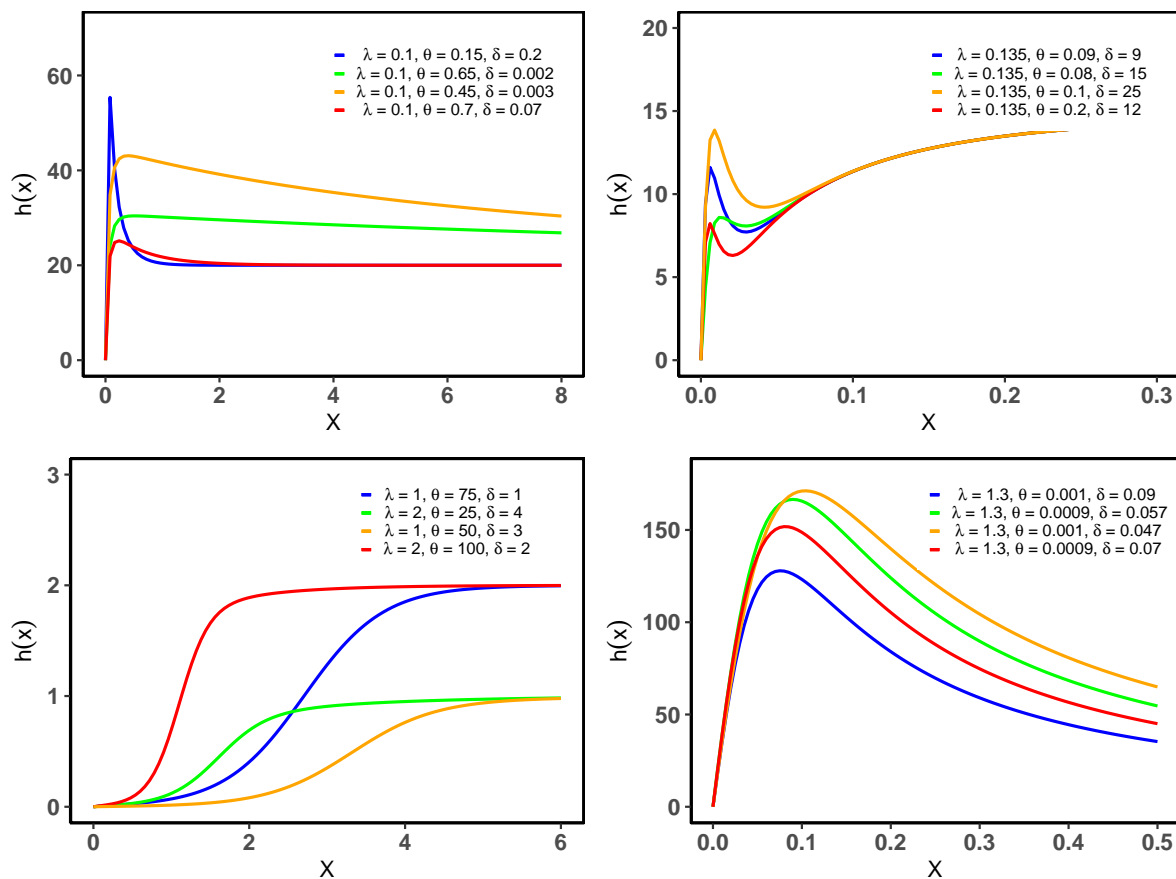 h(x)
60
40
20
0
λ = 0.1, θ = 0.15, δ = 0.2
λ = 0.1, θ = 0.65, δ = 0.002
λ = 0.1, θ = 0.45, δ = 0.003
λ = 0.1, θ = 0.7, δ = 0.07
0 2 4 6 8
X
h(x)
20
15
10
5
0
λ = 0.135, θ = 0.09, δ = 9
λ = 0.135, θ = 0.08, δ = 15
λ = 0.135, θ = 0.1, δ = 25
λ = 0.135, θ = 0.2, δ = 12
0.0 0.1 0.2 0.3
X
h(x)
3
2
1
0
λ = 1, θ = 75, δ = 1
λ = 2, θ = 25, δ = 4
λ = 1, θ = 50, δ = 3
λ = 2, θ = 100, δ = 2
0 2 4 6
X
h(x)
150
100
50
0
λ = 1.3, θ = 0.001, δ = 0.09
λ = 1.3, θ = 0.0009, δ = 0.057
λ = 1.3, θ = 0.001, δ = 0.047
λ = 1.3, θ = 0.0009, δ = 0.07
0.0 0.1 0.2 0.3 0.4 0.5
X